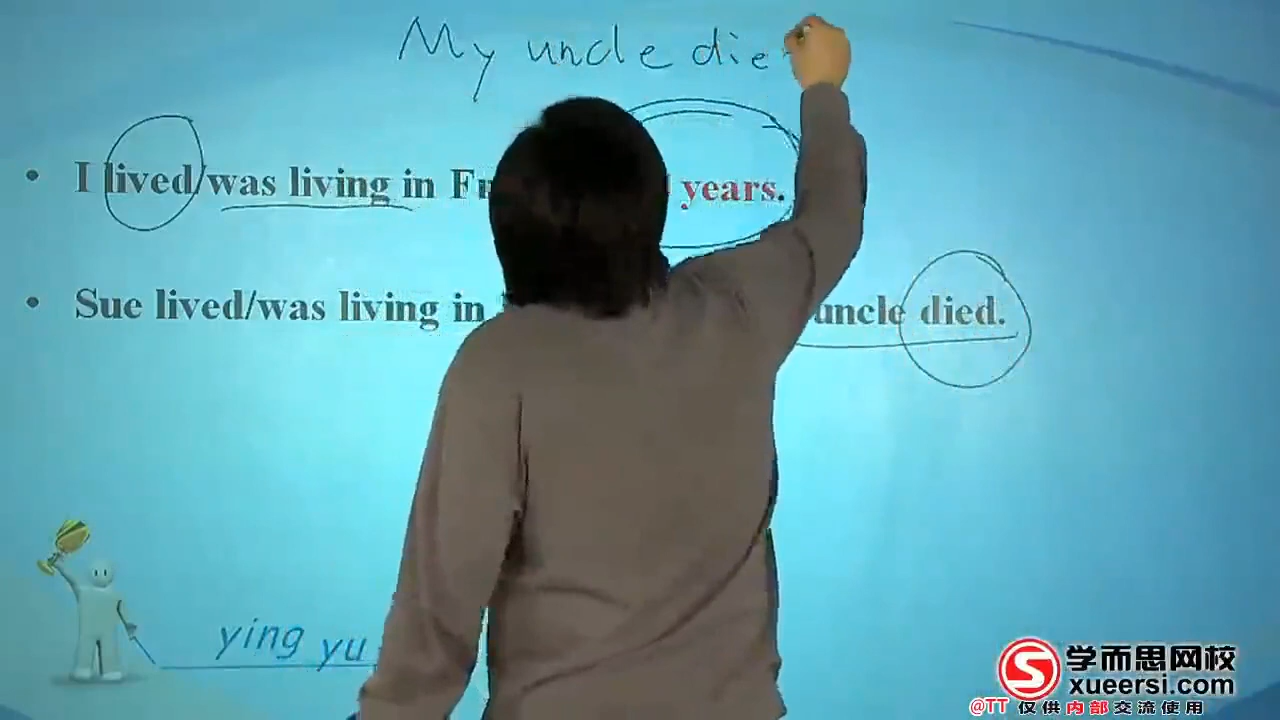 My uncle die
• I lived/was living in Fr years.
• Sue lived/was living in uncle died.
ying yu
学而思网校
xueersi.com
@TT 仅供内部交流使用